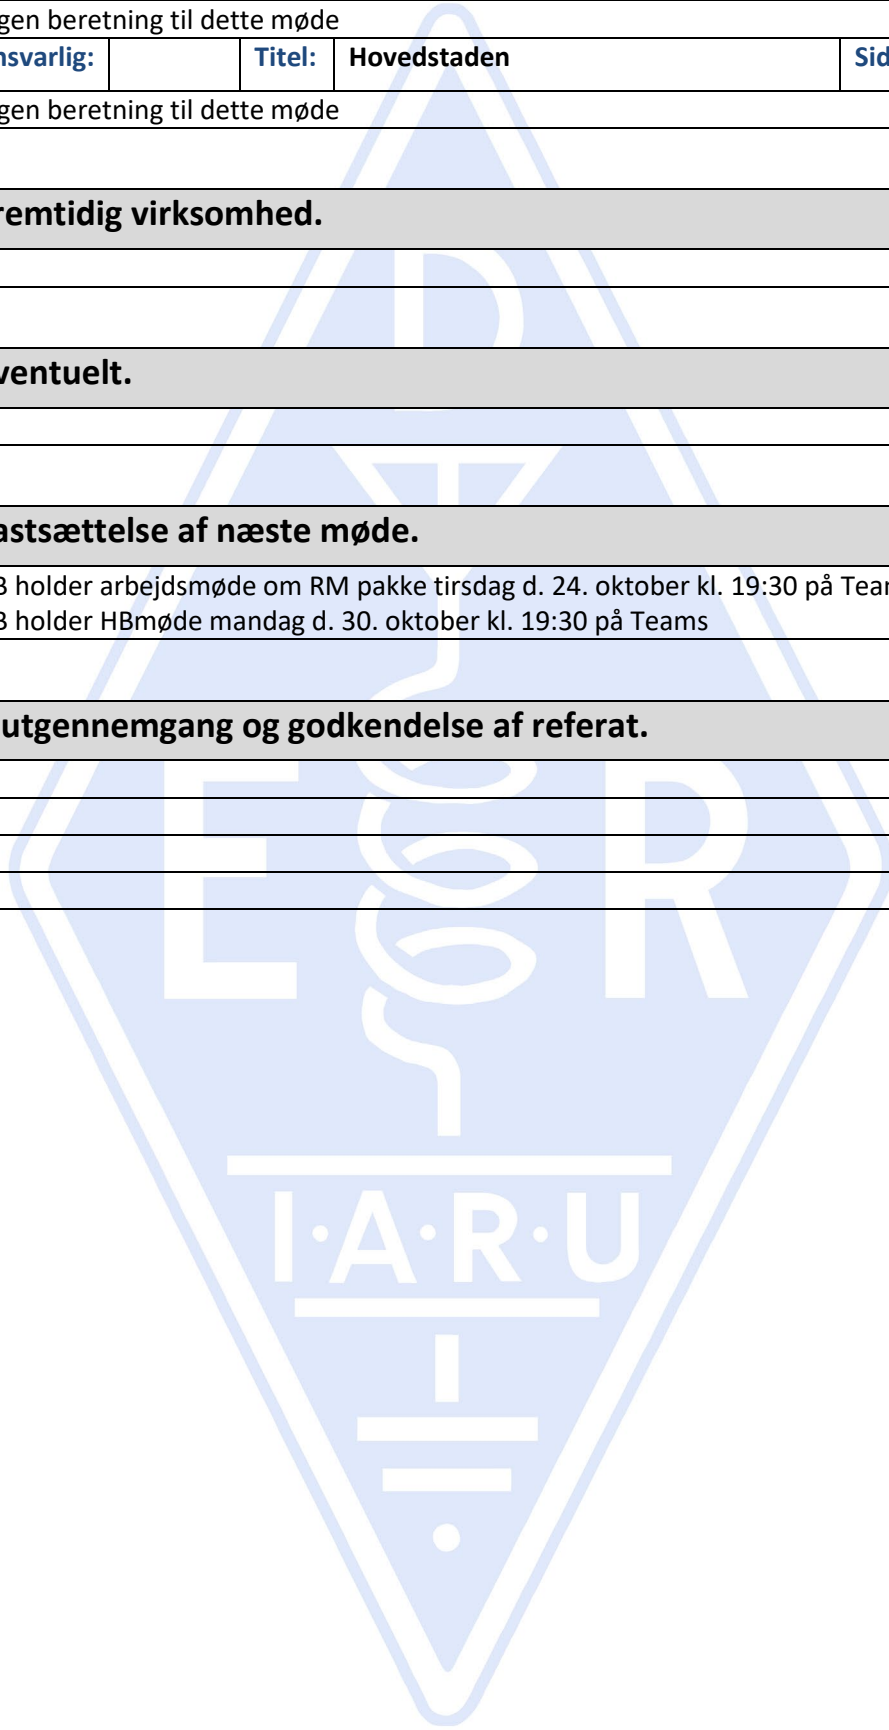 gen beretning til dette møde
nsvarlig: Titel: Hovedstaden Sid
gen beretning til dette møde
remtidig virksomhed.
ventuelt.
astsættelse af næste møde.
B holder arbejdsmøde om RM pakke tirsdag d. 24. oktober kl. 19:30 på Tea
B holder HBmøde mandag d. 30. oktober kl. 19:30 på Teams
utgennemgang og godkendelse af referat.
D
E R
I·A·R·U